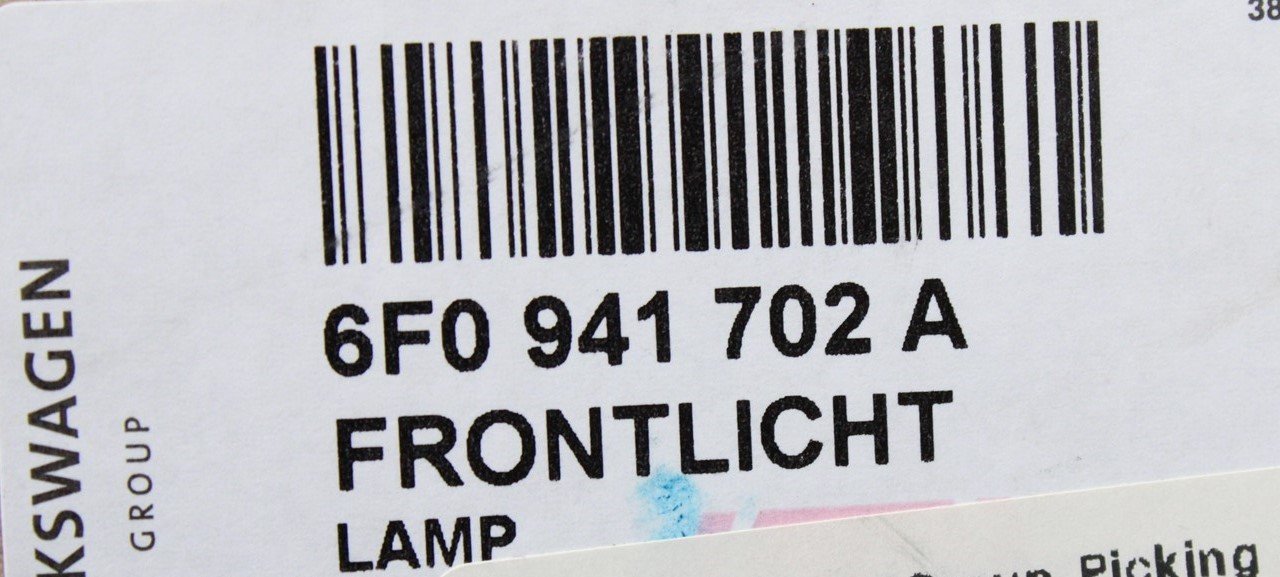 38
6F0 941 702 A
FRONTLICHT
LAMP
KSWAGEN
GROUP
Picking